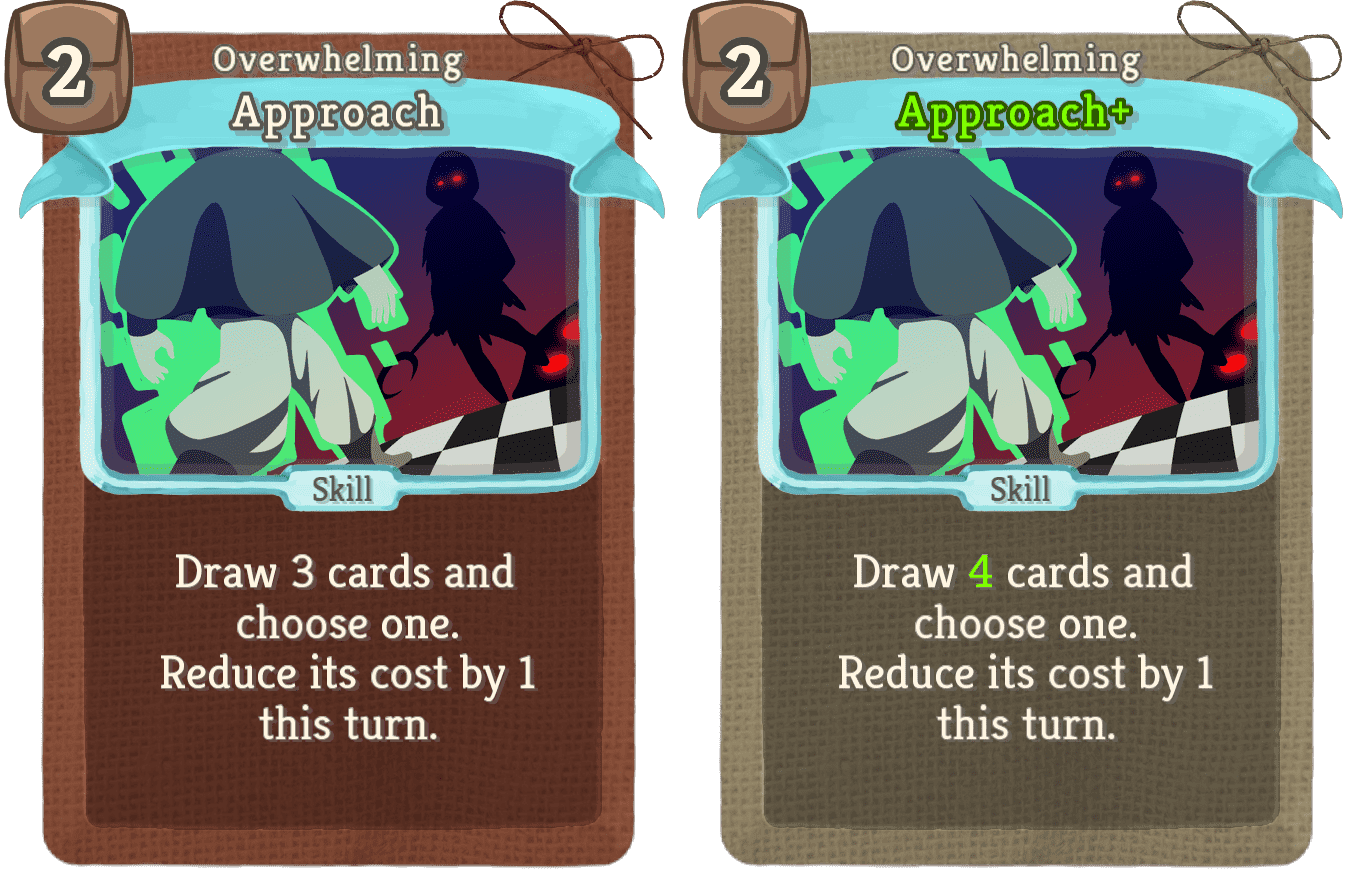 2
Overwhelming
Approach
Skill
Draw 3 cards and
choose one.
Reduce its cost by 1
this turn.
2
Overwhelming
Approach+
Skill
Draw 4 cards and
choose one.
Reduce its cost by 1
this turn.